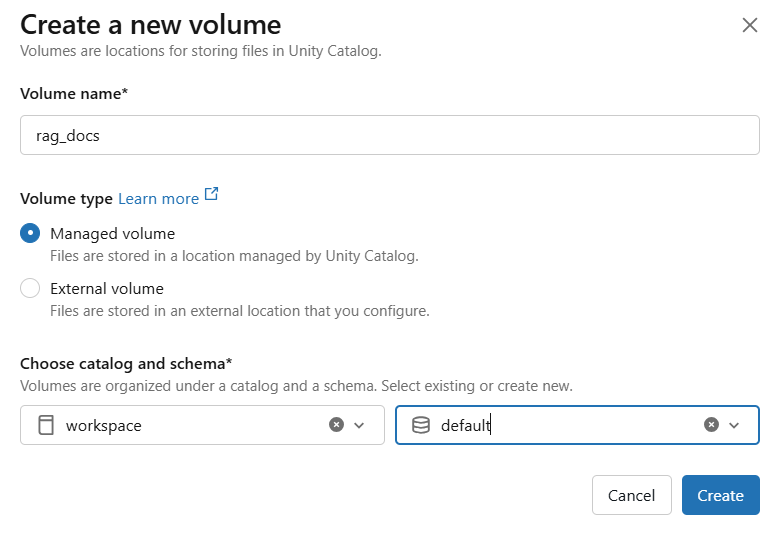 Create a new volume
Volumes are locations for storing files in Unity Catalog.
Volume name*
rag_docs
Volume type Learn more
Managed volume
Files are stored in a location managed by Unity Catalog.
External volume
Files are stored in an external location that you configure.
Choose catalog and schema*
Volumes are organized under a catalog and a schema. Select existing or create new.
workspace default
Cancel Create